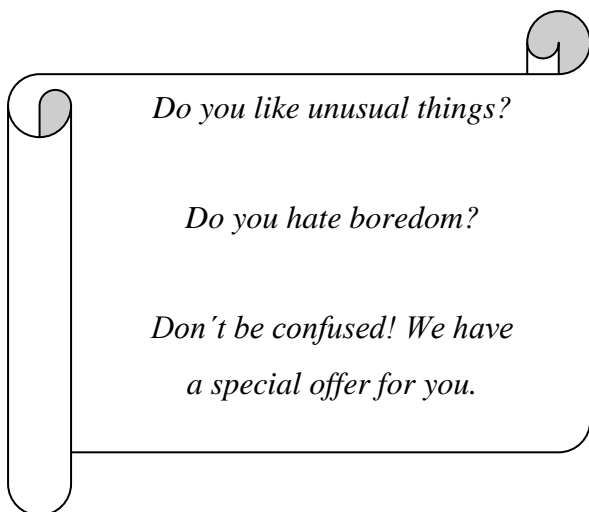 Do you like unusual things?
Do you hate boredom?
Don´t be confused! We have
a special offer for you.